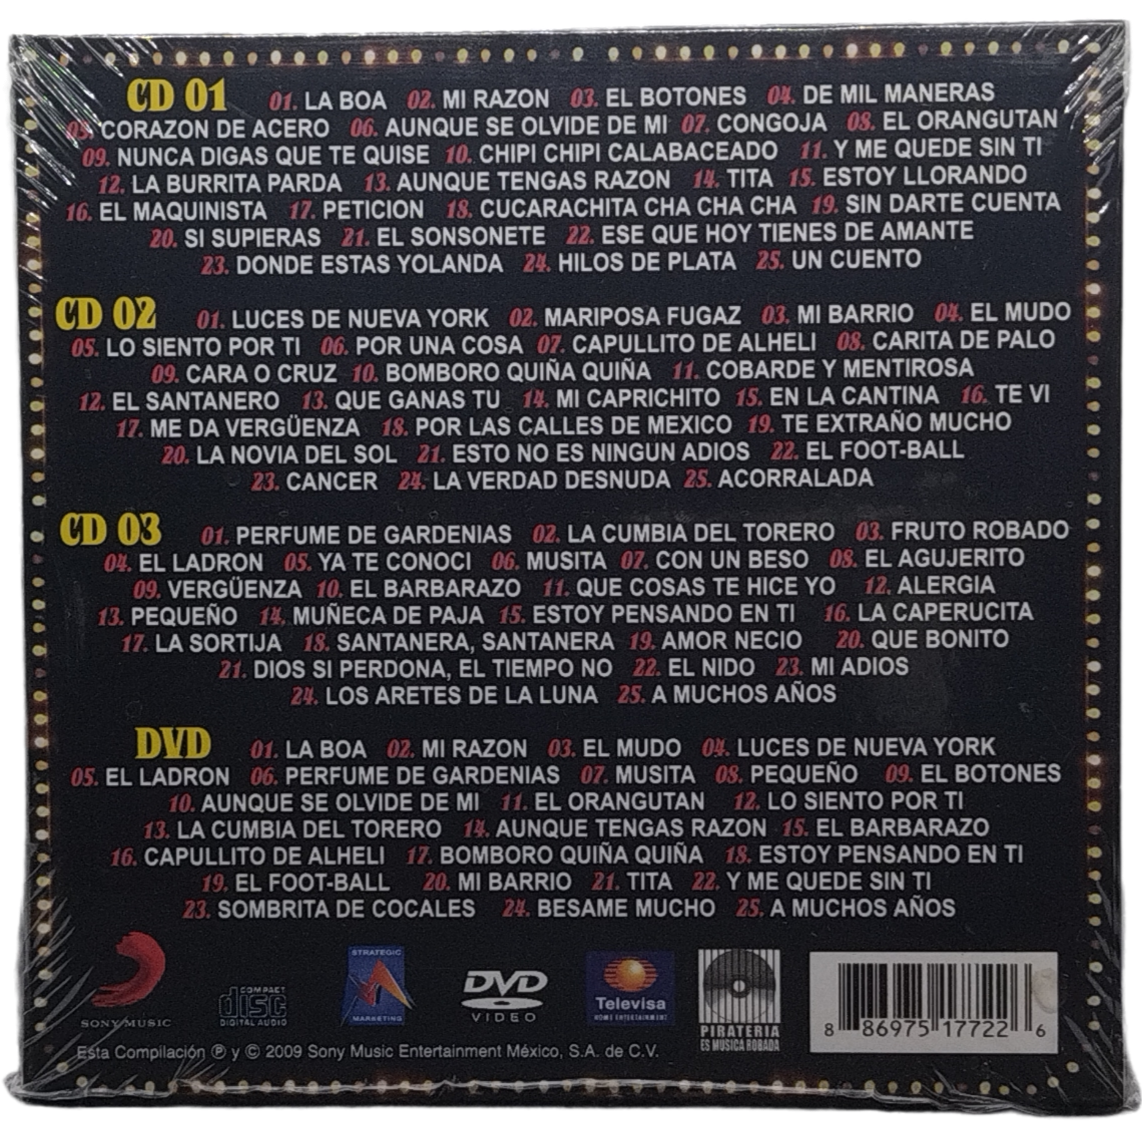 CD 01 01. LA BOA 02. MI RAZON 03. EL BOTONES 04. DE MIL MANERAS
05. CORAZON DE ACERO 06. AUNQUE SE OLVIDE DE MI 07. CONGOJA 08. EL ORANGUTAN
09. NUNCA DIGAS QUE TE QUISE 10. CHIPI CHIPI CALABACEADO 11. Y ME QUEDE SIN TI
12. LA BURRITA PARDA 13. AUNQUE TENGAS RAZON 14. TITA 15. ESTOY LLORANDO
16. EL MAQUINISTA 17. PETICION 18. CUCARACHITA CHA CHA CHA 19. SIN DARTE CUENTA
20. SI SUPIERAS 21. EL SONSONETE 22. ESE QUE HOY TIENES DE AMANTE
23. DONDE ESTAS YOLANDA 24. HILOS DE PLATA 25. UN CUENTO
CD 02 01. LUCES DE NUEVA YORK 02. MARIPOSA FUGAZ 03. MI BARRIO 04. EL MUDO
05. LO SIENTO POR TI 06. POR UNA COSA 07. CAPULLITO DE ALHELI 08. CARITA DE PALO
09. CARA O CRUZ 10. BOMBORO QUIÑA QUIÑA 11. COBARDE Y MENTIROSA
12. EL SANTANERO 13. QUE GANAS TU 14. MI CAPRICHITO 15. EN LA CANTINA 16. TE VI
17. ME DA VERGÜENZA 18. POR LAS CALLES DE MEXICO 19. TE EXTRAÑO MUCHO
20. LA NOVIA DEL SOL 21. ESTO NO ES NINGUN ADIOS 22. EL FOOT-BALL
23. CANCER 24. LA VERDAD DESNUDA 25. ACORRALADA
CD 03 01. PERFUME DE GARDENIAS 02. LA CUMBIA DEL TORERO 03. FRUTO ROBADO
04. EL LADRON 05. YA TE CONOCI 06. MUSITA 07. CON UN BESO 08. EL AGUJERITO
09. VERGÜENZA 10. EL BARBARAZO 11. QUE COSAS TE HICE YO 12. ALERGIA
13. PEQUEÑO 14. MUÑECA DE PAJA 15. ESTOY PENSANDO EN TI 16. LA CAPERUCITA
17. LA SORTIJA 18. SANTANERA, SANTANERA 19. AMOR NECIO 20. QUE BONITO
21. DIOS SI PERDONA, EL TIEMPO NO 22. EL NIDO 23. MI ADIOS
24. LOS ARETES DE LA LUNA 25. A MUCHOS AÑOS
DVD 01. LA BOA 02. MI RAZON 03. EL MUDO 04. LUCES DE NUEVA YORK
05. EL LADRON 06. PERFUME DE GARDENIAS 07. MUSITA 08. PEQUEÑO 09. EL BOTONES
10. AUNQUE SE OLVIDE DE MI 11. EL ORANGUTAN 12. LO SIENTO POR TI
13. LA CUMBIA DEL TORERO 14. AUNQUE TENGAS RAZON 15. EL BARBARAZO
16. CAPULLITO DE ALHELI 17. BOMBORO QUIÑA QUIÑA 18. ESTOY PENSANDO EN TI
19. EL FOOT-BALL 20. MI BARRIO 21. TITA 22. Y ME QUEDE SIN TI
23. SOMBRITA DE COCALES 24. BESAME MUCHO 25. A MUCHOS AÑOS
SONY MUSIC
COMPACT
disc
DIGITAL AUDIO
STRATEGIC
MARKETING
DVD
VIDEO
Televisa
HOME ENTERTAINMENT
PIRATERIA
ES MUSICA ROBADA
8 86975 17722 6
Esta Compilación ℗ y © 2009 Sony Music Entertainment México, S.A. de C.V.